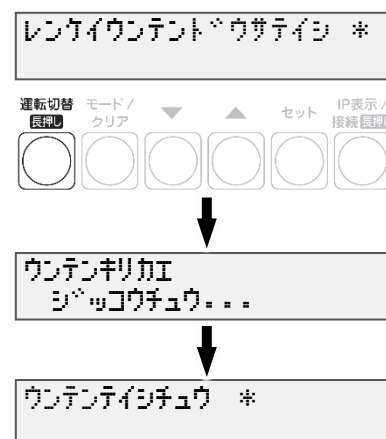 レンケイウンテンドウサテイシ ＊
運転切替 モード / ▼ ▲ セット IP表示 /
長押し クリア 接続 長押
ウンテンキリカエ
ジッコウチュウ...
ウンテンテイシチュウ ＊